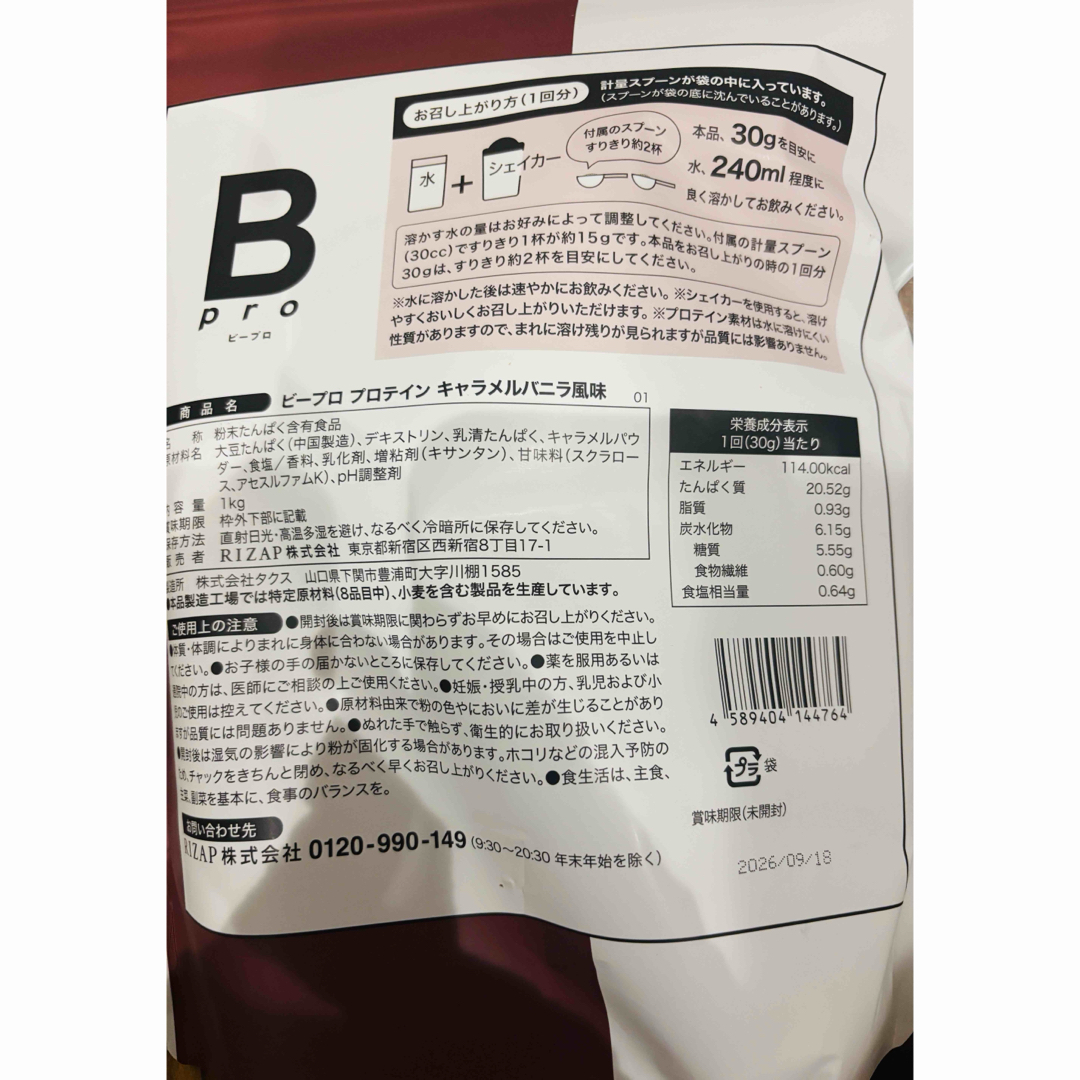 計量スプーンが袋の中に入っています。
(スプーンが袋の底に沈んでいることがあります。)
お召し上がり方(1回分)
水
+
シェイカー
付属のスプーン
すりきり約2杯
本品、30gを目安に
水、240ml程度に
良く溶かしてお飲みください。
溶かす水の量はお好みによって調整してください。付属の計量スプーン
(30cc)ですりきり1杯が約15gです。本品をお召し上がりの時の1回分
30gは、すりきり約2杯を目安にしてください。
※水に溶かした後は速やかにお飲みください。※シェイカーを使用すると、溶け
やすくおいしくお召し上がりいただけます。※プロテイン素材は水に溶けにくい
性質がありますので、まれに溶け残りが見られますが品質には影響ありません。
B
pro
ビープロ
商品名 ビープロ プロテイン キャラメルバニラ風味 01
称 粉末たんぱく含有食品
原材料名 大豆たんぱく(中国製造)、デキストリン、乳清たんぱく、キャラメルパウ
ダー、食塩/香料、乳化剤、増粘剤(キサンタン)、甘味料(スクラロー
ス、アセスルファムK)、pH調整剤
内容量 1kg
賞味期限 枠外下部に記載
保存方法 直射日光・高温多湿を避け、なるべく冷暗所に保存してください。
販売者 RIZAP株式会社 東京都新宿区西新宿8丁目17-1
製造所 株式会社タクス 山口県下関市豊浦町大字川棚1585
●本品製造工場では特定原材料(8品目中)、小麦を含む製品を生産しています。
ご使用上の注意 ●開封後は賞味期限に関わらずお早めにお召し上がりください。
●体質・体調によりまれに身体に合わない場合があります。その場合はご使用を中止し
てください。●お子様の手の届かないところに保存してください。●薬を服用あるいは
通院中の方は、医師にご相談の上ご使用ください。●妊娠・授乳中の方、乳児および小
児のご使用は控えてください。●原材料由来で粉の色やにおいに差が生じることがあり
ますが品質には問題ありません。●ぬれた手で触らず、衛生的にお取り扱いください。
●開封後は湿気の影響により粉が固化する場合があります。ホコリなどの混入予防の
ため、チャックをきちんと閉め、なるべく早くお召し上がりください。●食生活は、主食、
主菜、副菜を基本に、食事のバランスを。
お問い合わせ先
RIZAP株式会社 0120-990-149(9:30〜20:30 年末年始を除く)
栄養成分表示
1回(30g)当たり
エネルギー 114.00kcal
たんぱく質 20.52g
脂質 0.93g
炭水化物 6.15g
糖質 5.55g
食物繊維 0.60g
食塩相当量 0.64g
4 589404 144764
プラ 袋
賞味期限(未開封)
2026/09/18